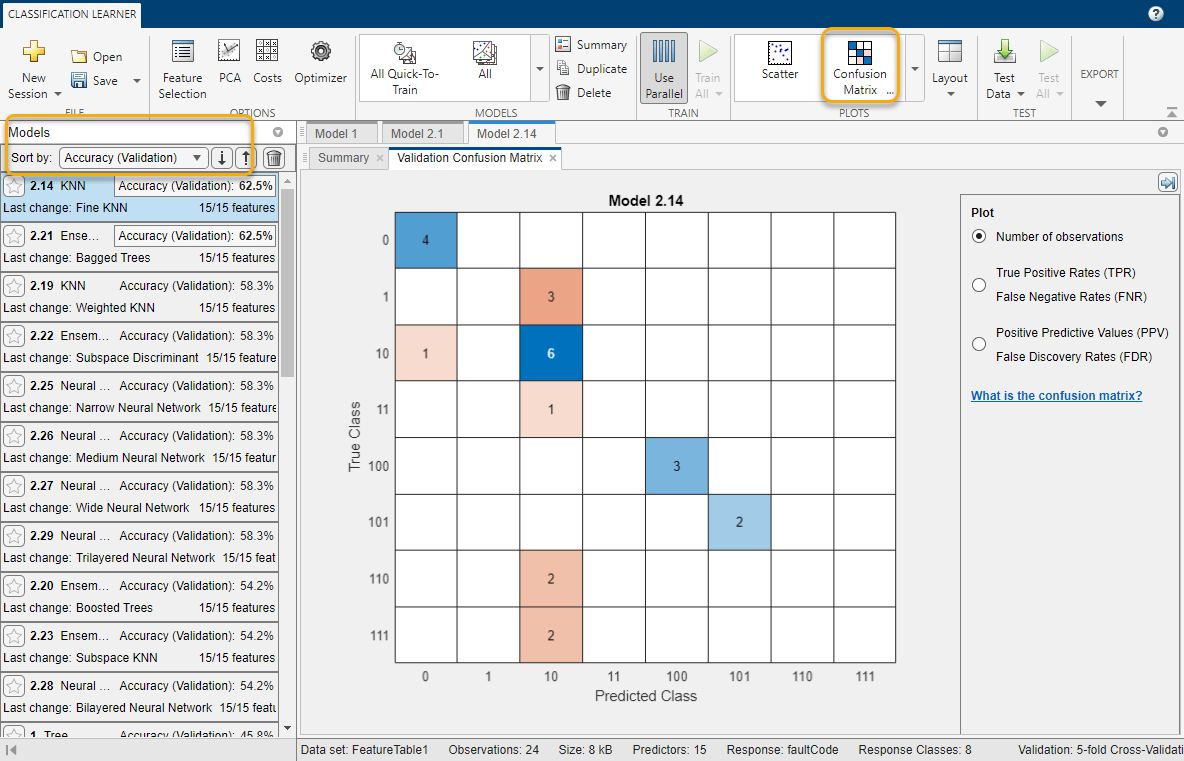 CLASSIFICATION LEARNER
?
New Session
Open
Save
FILE
Feature Selection
PCA
Costs
Optimizer
OPTIONS
All Quick-To-Train
All
Summary
Duplicate
Delete
MODELS
Use Parallel
Train All
TRAIN
Scatter
Confusion Matrix ...
PLOTS
Layout
Test Data
Test All
TEST
EXPORT
Models
Sort by: Accuracy (Validation)
2.14 KNN Accuracy (Validation): 62.5%
Last change: Fine KNN 15/15 features
2.21 Ense... Accuracy (Validation): 62.5%
Last change: Bagged Trees 15/15 features
2.19 KNN Accuracy (Validation): 58.3%
Last change: Weighted KNN 15/15 features
2.22 Ensem... Accuracy (Validation): 58.3%
Last change: Subspace Discriminant 15/15 feature
2.25 Neural ... Accuracy (Validation): 58.3%
Last change: Narrow Neural Network 15/15 feature
2.26 Neural ... Accuracy (Validation): 58.3%
Last change: Medium Neural Network 15/15 featur
2.27 Neural ... Accuracy (Validation): 58.3%
Last change: Wide Neural Network 15/15 features
2.29 Neural ... Accuracy (Validation): 58.3%
Last change: Trilayered Neural Network 15/15 feat
2.20 Ensem... Accuracy (Validation): 54.2%
Last change: Boosted Trees 15/15 features
2.23 Ensem... Accuracy (Validation): 54.2%
Last change: Subspace KNN 15/15 features
2.28 Neural ... Accuracy (Validation): 54.2%
Last change: Bilayered Neural Network 15/15 featu
1 Tree Accuracy (Validation): 45.8%
Model 1
Model 2.1
Model 2.14
Summary
Validation Confusion Matrix
Model 2.14
True Class
0 4
1 3
10 1 6
11 1
100 3
101 2
110 2
111 2
0 1 10 11 100 101 110 111
Predicted Class
Plot
Number of observations
True Positive Rates (TPR)
False Negative Rates (FNR)
Positive Predictive Values (PPV)
False Discovery Rates (FDR)
What is the confusion matrix?
Data set: FeatureTable1 Observations: 24 Size: 8 kB Predictors: 15 Response: faultCode Response Classes: 8 Validation: 5-fold Cross-Validati